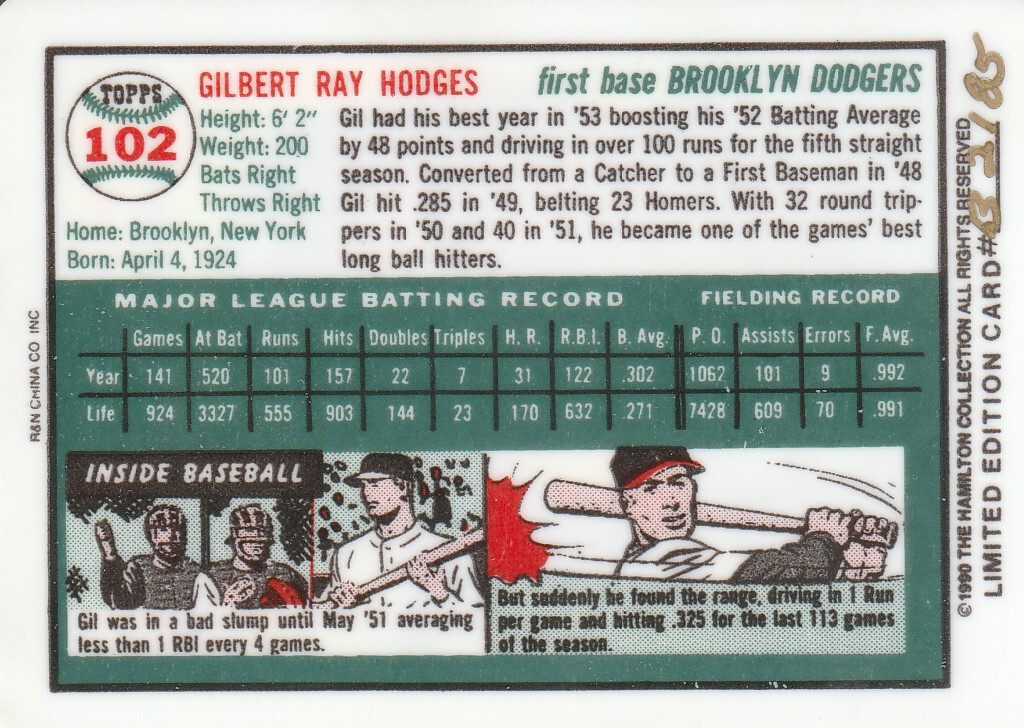 TOPPS
102
GILBERT RAY HODGES
first base BROOKLYN DODGERS
Height: 6' 2"
Weight: 200
Bats Right
Throws Right
Home: Brooklyn, New York
Born: April 4, 1924
Gil had his best year in '53 boosting his '52 Batting Average
by 48 points and driving in over 100 runs for the fifth straight
season. Converted from a Catcher to a First Baseman in '48
Gil hit .285 in '49, belting 23 Homers. With 32 round trip-
pers in '50 and 40 in '51, he became one of the games' best
long ball hitters.
MAJOR LEAGUE BATTING RECORD FIELDING RECORD
Games At Bat Runs Hits Doubles Triples H. R. R.B.I. B. Avg. P. O. Assists Errors F. Avg.
Year 141 520 101 157 22 7 31 122 .302 1062 101 9 .992
Life 924 3327 555 903 144 23 170 632 .271 7428 609 70 .991
INSIDE BASEBALL
Gil was in a bad slump until May '51 averaging
less than 1 RBI every 4 games.
But suddenly he found the range, driving in 1 Run
per game and hitting .325 for the last 113 games
of the season.
R&N CHINA CO INC
©1990 THE HAMILTON COLLECTION ALL RIGHTS RESERVED
LIMITED EDITION CARD#